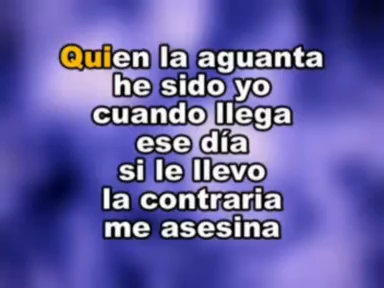 Quien la aguanta
he sido yo
cuando llega
ese día
si le llevo
la contraria
me asesina